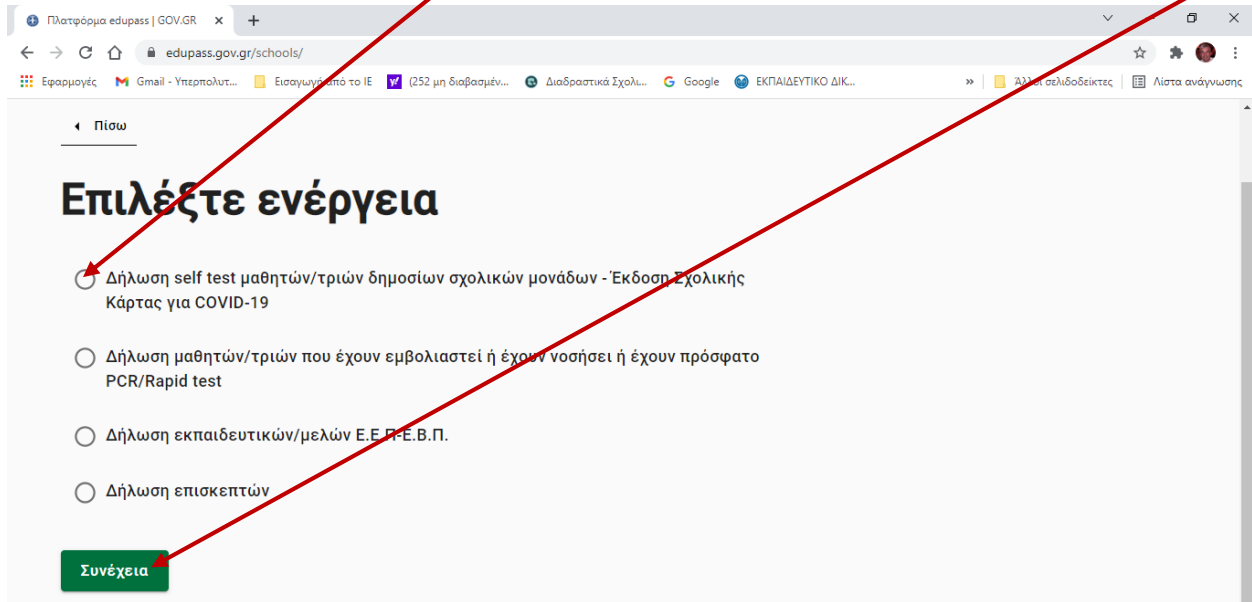 Πλατφόρμα edupass | GOV.GR
edupass.gov.gr/schools/
Εφαρμογές Gmail - Υπερπολυτ... Εισαγωγή από το IE (252 μη διαβασμέν... Διαδραστικά Σχολι... Google ΕΚΠΑΙΔΕΥΤΙΚΟ ΔΙΚ... » Άλλοι σελιδοδείκτες Λίστα ανάγνωσης
Πίσω
Επιλέξτε ενέργεια
Δήλωση self test μαθητών/τριών δημοσίων σχολικών μονάδων - Έκδοση Σχολικής
Κάρτας για COVID-19
Δήλωση μαθητών/τριών που έχουν εμβολιαστεί ή έχουν νοσήσει ή έχουν πρόσφατο
PCR/Rapid test
Δήλωση εκπαιδευτικών/μελών Ε.Ε.Π-Ε.Β.Π.
Δήλωση επισκεπτών
Συνέχεια